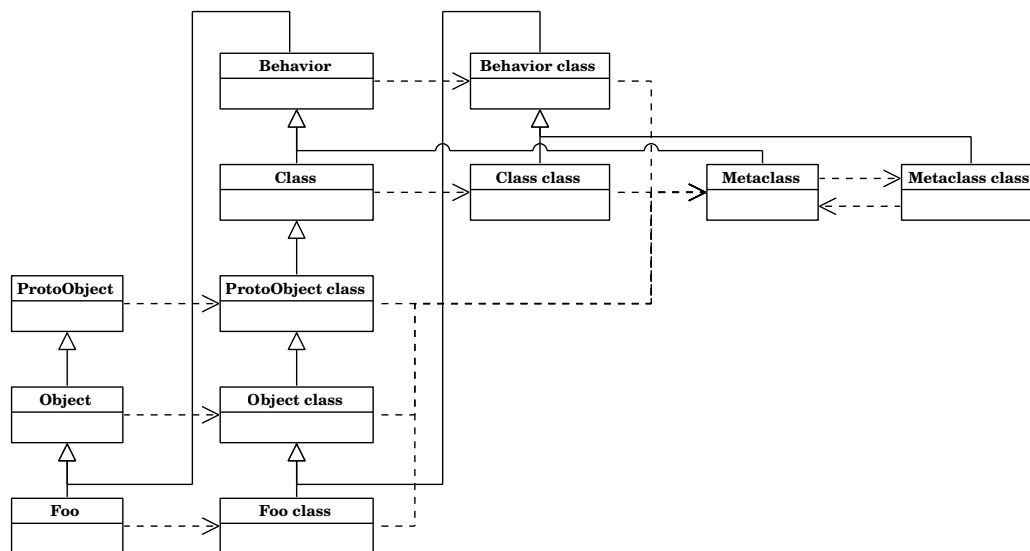 Behavior
Behavior class
Class
Class class
Metaclass
Metaclass class
ProtoObject
ProtoObject class
Object
Object class
Foo
Foo class